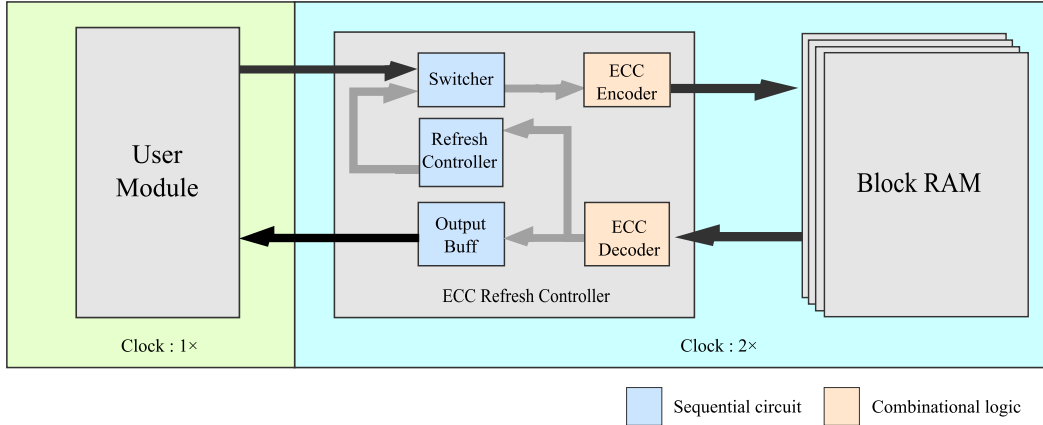 User
Module
Switcher
ECC
Encoder
Refresh
Controller
Output
Buff
ECC
Decoder
ECC Refresh Controller
Block RAM
Clock : 1×
Clock : 2×
Sequential circuit
Combinational logic